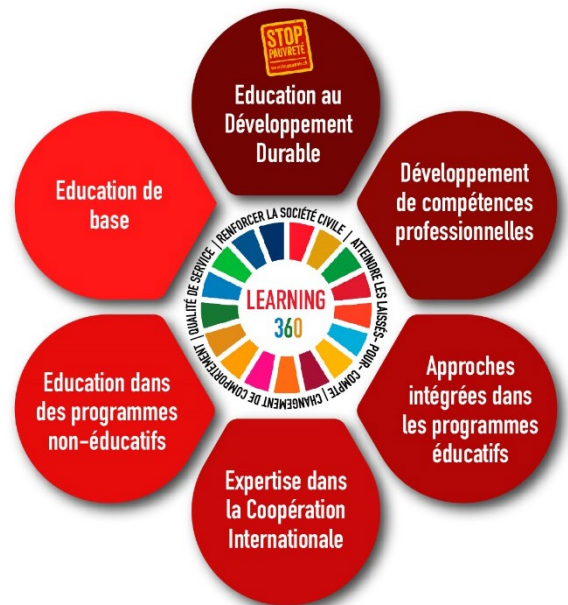 STOP
PAUVRETÉ
Education au
Développement
Durable
Développement
de compétences
professionnelles
Approches
intégrées dans
les programmes
éducatifs
Expertise dans
la Coopération
Internationale
Education dans
des programmes
non-éducatifs
Education de
base
RENFORCER LA SOCIÉTÉ CIVILE | ATTEINDRE LES LAISSÉS-POUR-COMPTE | CHANGEMENT DE COMPORTEMENT | QUALITÉ DE SERVICE |
LEARNING
360